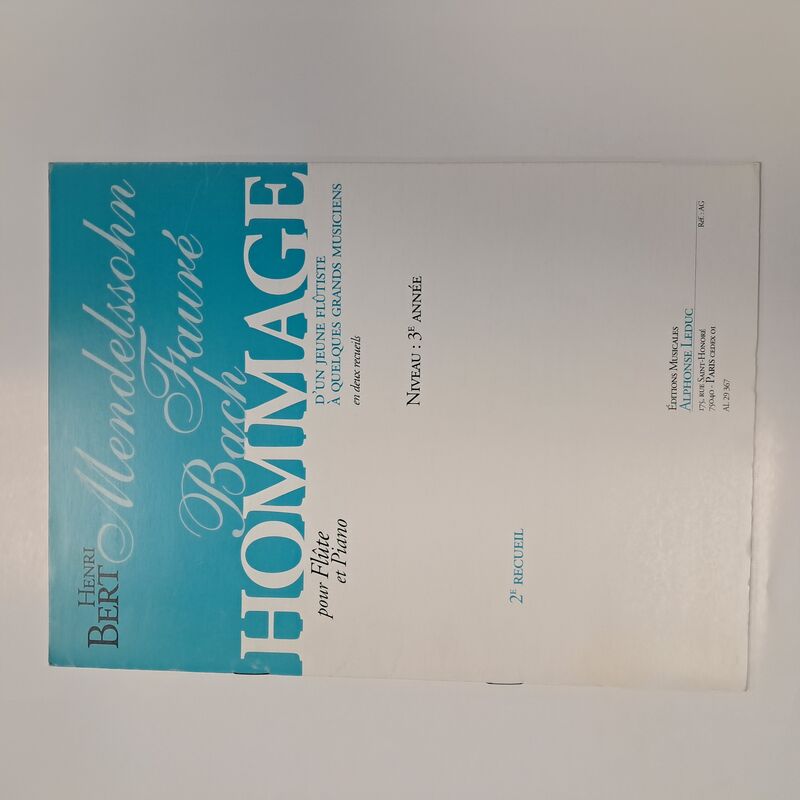 HENRI
BERT
Mendelssohn
Fauré
Bach
HOMMAGE
pour Flûte
et Piano
D'UN JEUNE FLÛTISTE
À QUELQUES GRANDS MUSICIENS
en deux recueils
NIVEAU : 3E ANNÉE
2E RECUEIL
ÉDITIONS MUSICALES
ALPHONSE LEDUC
175, RUE SAINT-HONORÉ
75040 - PARIS CEDEX 01
AL 29 367
Réf. : AG